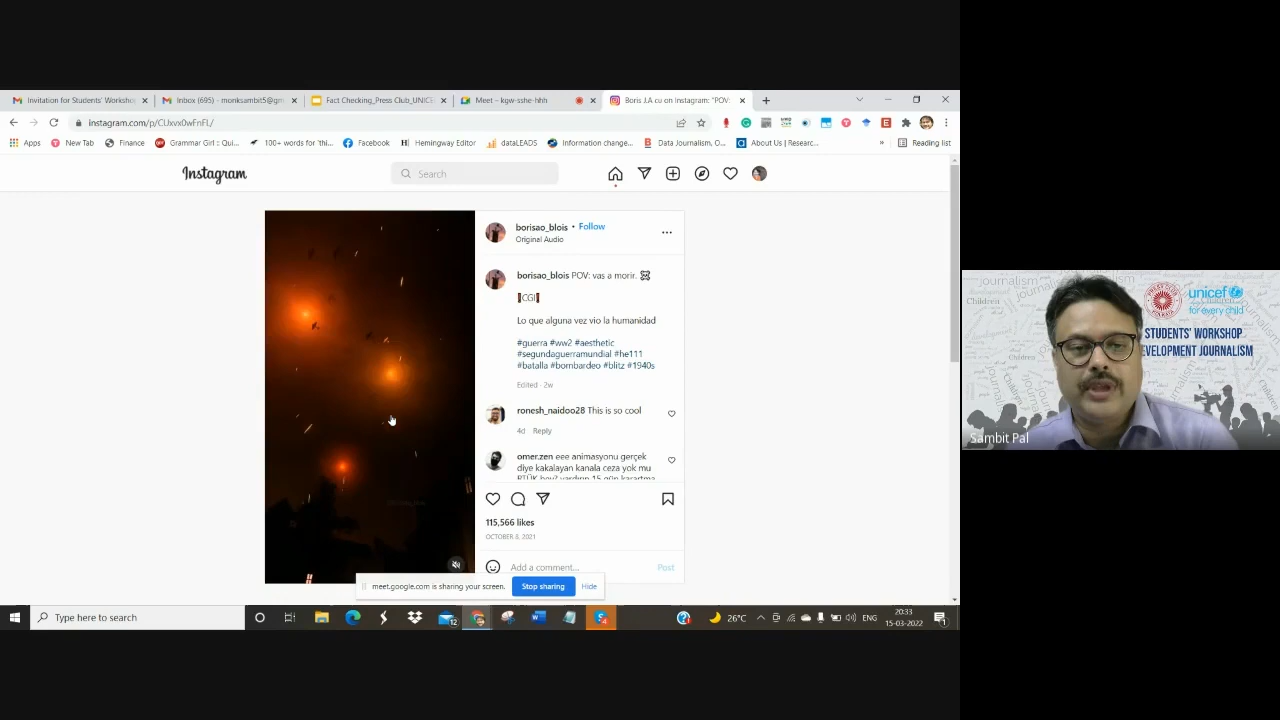 Invitation for Students' Worksho
Inbox (695) - monksambit5@gm
Fact Checking_Press Club_UNICE
Meet – kgw-sshe-hhh
Boris J.A cu on Instagram: "POV:
instagram.com/p/CUxvx0wFnFL/
Apps
New Tab
Finance
Grammar Girl :: Qui...
100+ words for 'thi...
Facebook
Hemingway Editor
dataLEADS
Information change...
Data Journalism, O...
About Us | Researc...
»
Reading list
Instagram
Search
borisao_blois • Follow
Original Audio
borisao_blois POV: vas a morir.
CGI
Lo que alguna vez vio la humanidad
#guerra #ww2 #aesthetic
#segundaguerramundial #he111
#batalla #bombardeo #blitz #1940s
Edited · 2w
ronesh_naidoo28 This is so cool
4d Reply
omer.zen eee animasyonu gerçek
diye kakalayan kanala ceza yok mu
115,566 likes
OCTOBER 8, 2021
Add a comment...
Post
meet.google.com is sharing your screen.
Stop sharing
Hide
Type here to search
12
26°C
ENG
20:33
15-03-2022
journalism
Children
unicef
for every child
STUDENTS' WORKSHOP
EVELOPMENT JOURNALISM
Sambit Pal